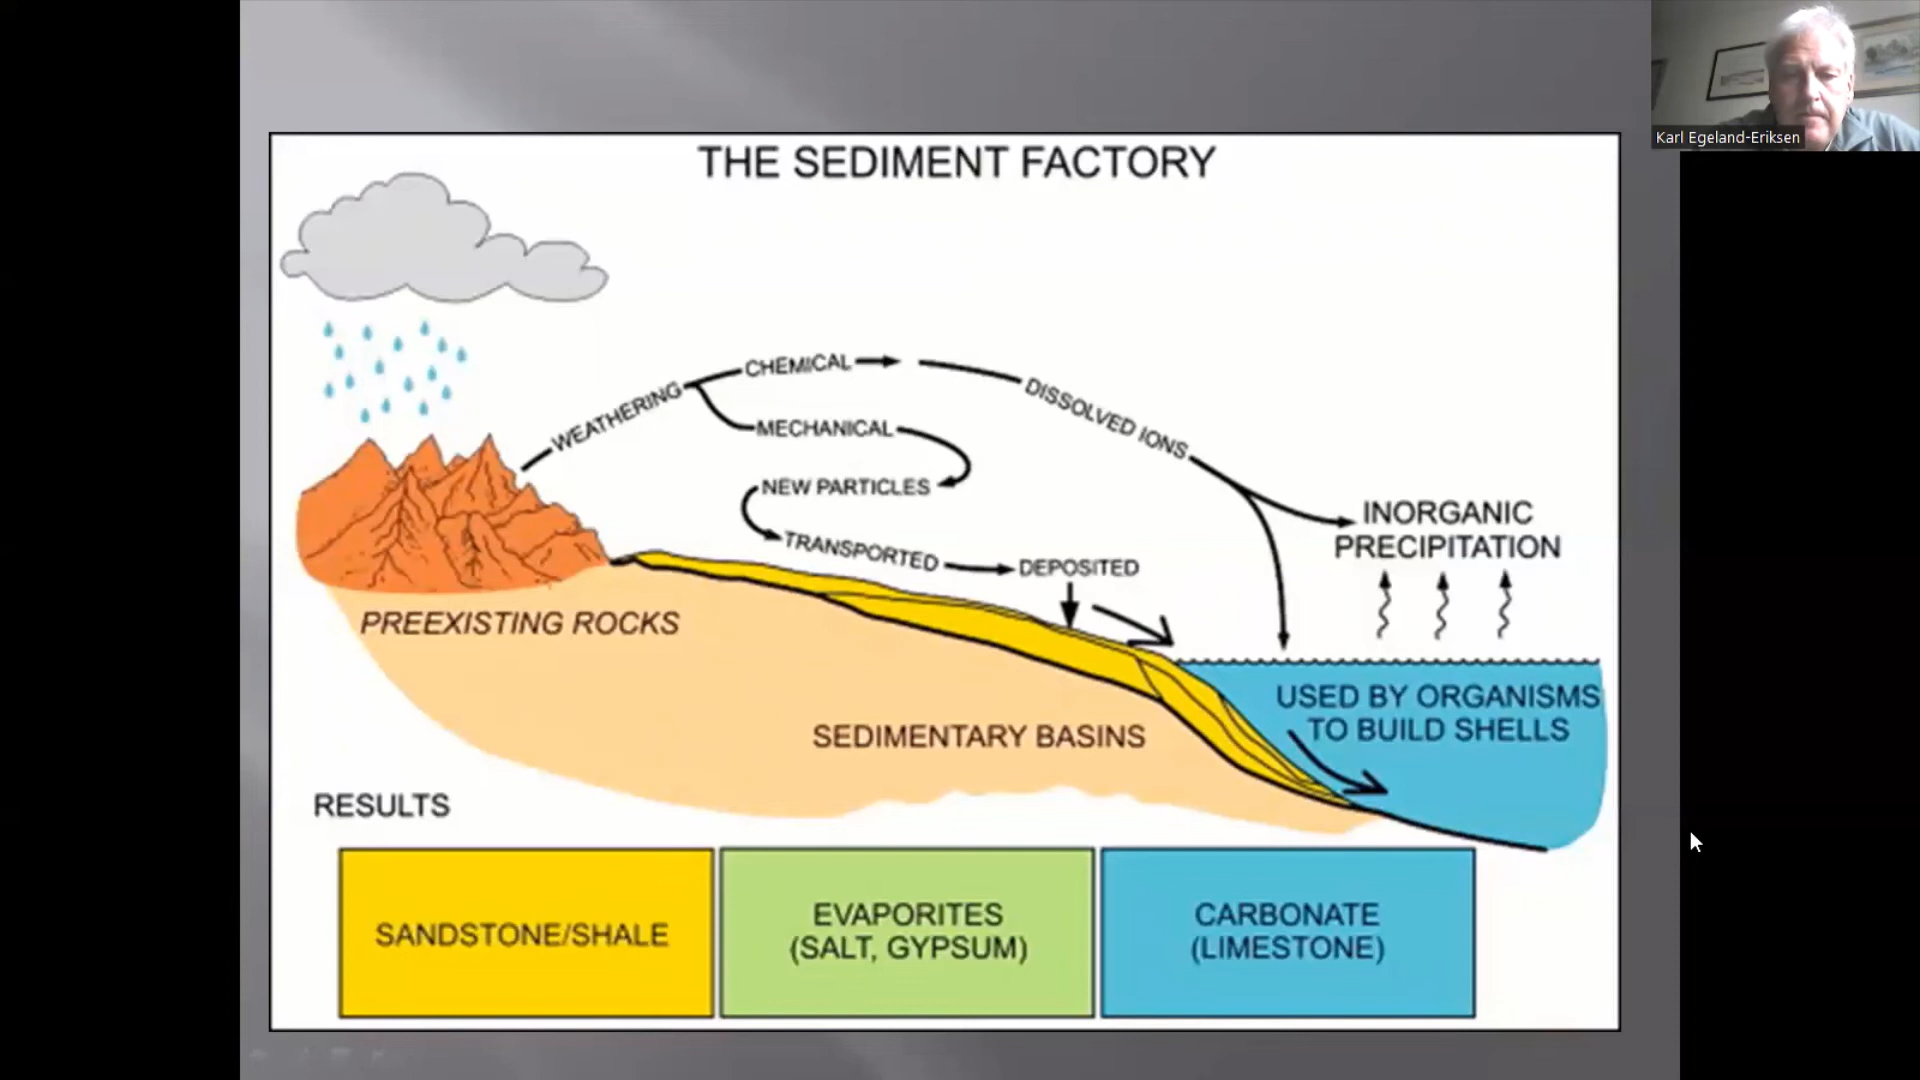 Karl Egeland-Eriksen
THE SEDIMENT FACTORY
WEATHERING
CHEMICAL
DISSOLVED IONS
MECHANICAL
NEW PARTICLES
TRANSPORTED
DEPOSITED
INORGANIC
PRECIPITATION
PREEXISTING ROCKS
USED BY ORGANISMS
TO BUILD SHELLS
SEDIMENTARY BASINS
RESULTS
SANDSTONE/SHALE
EVAPORITES
(SALT, GYPSUM)
CARBONATE
(LIMESTONE)